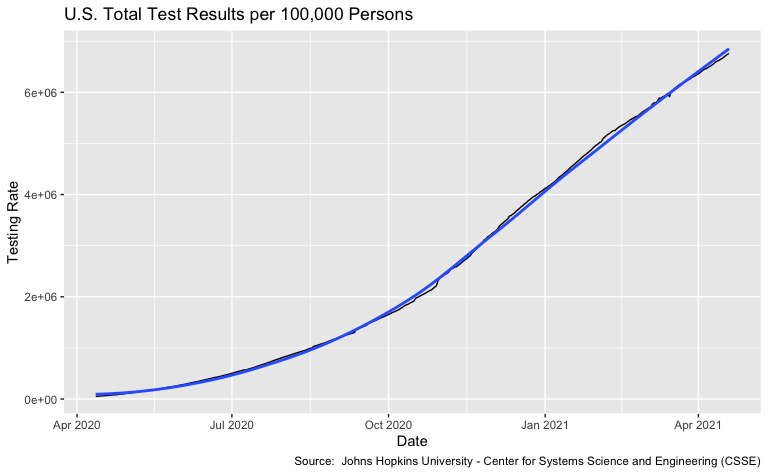 U.S. Total Test Results per 100,000 Persons
Testing Rate
6e+06
4e+06
2e+06
0e+00
Apr 2020 Jul 2020 Oct 2020 Jan 2021 Apr 2021
Date
Source:  Johns Hopkins University - Center for Systems Science and Engineering (CSSE)